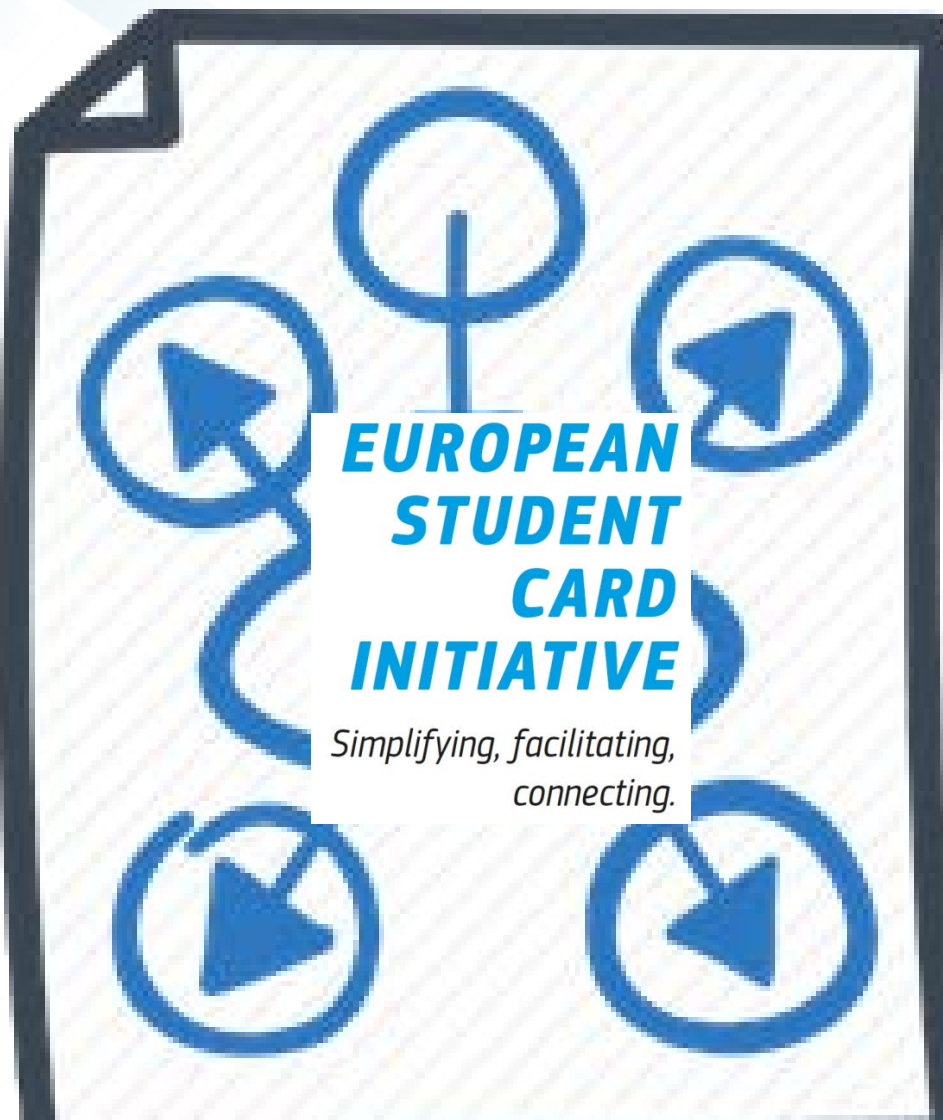 EUROPEAN
STUDENT
CARD
INITIATIVE
Simplifying, facilitating,
connecting.